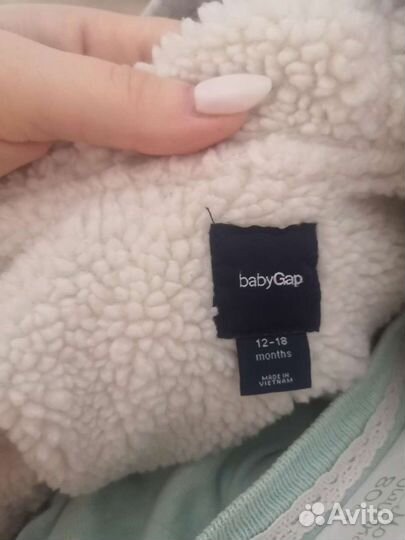 babyGap
12-18
months
MADE IN
VIETNAM
Avito